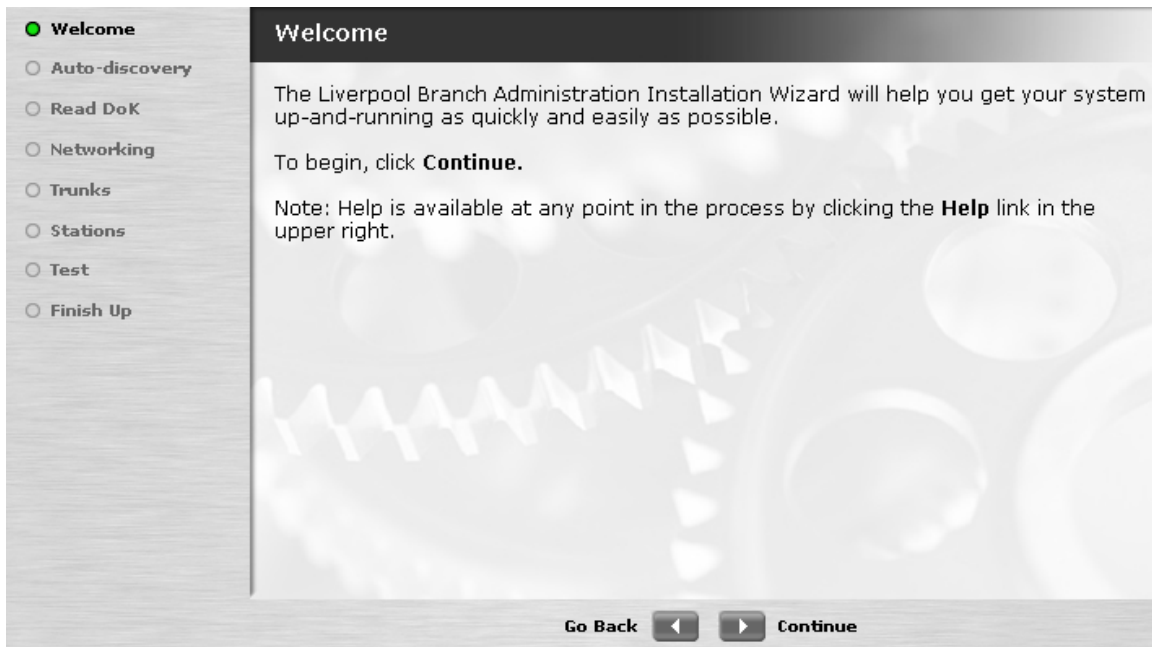 Welcome
Auto-discovery
Read DoK
Networking
Trunks
Stations
Test
Finish Up
Welcome
The Liverpool Branch Administration Installation Wizard will help you get your system
up-and-running as quickly and easily as possible.
To begin, click Continue.
Note: Help is available at any point in the process by clicking the Help link in the
upper right.
Go Back Continue